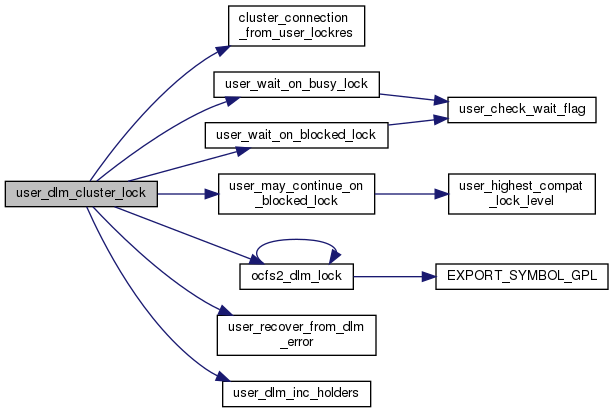 cluster_connection
_from_user_lockres
user_wait_on_busy_lock
user_check_wait_flag
user_wait_on_blocked_lock
user_dlm_cluster_lock
user_may_continue_on
_blocked_lock
user_highest_compat
_lock_level
ocfs2_dlm_lock
EXPORT_SYMBOL_GPL
user_recover_from_dlm
_error
user_dlm_inc_holders